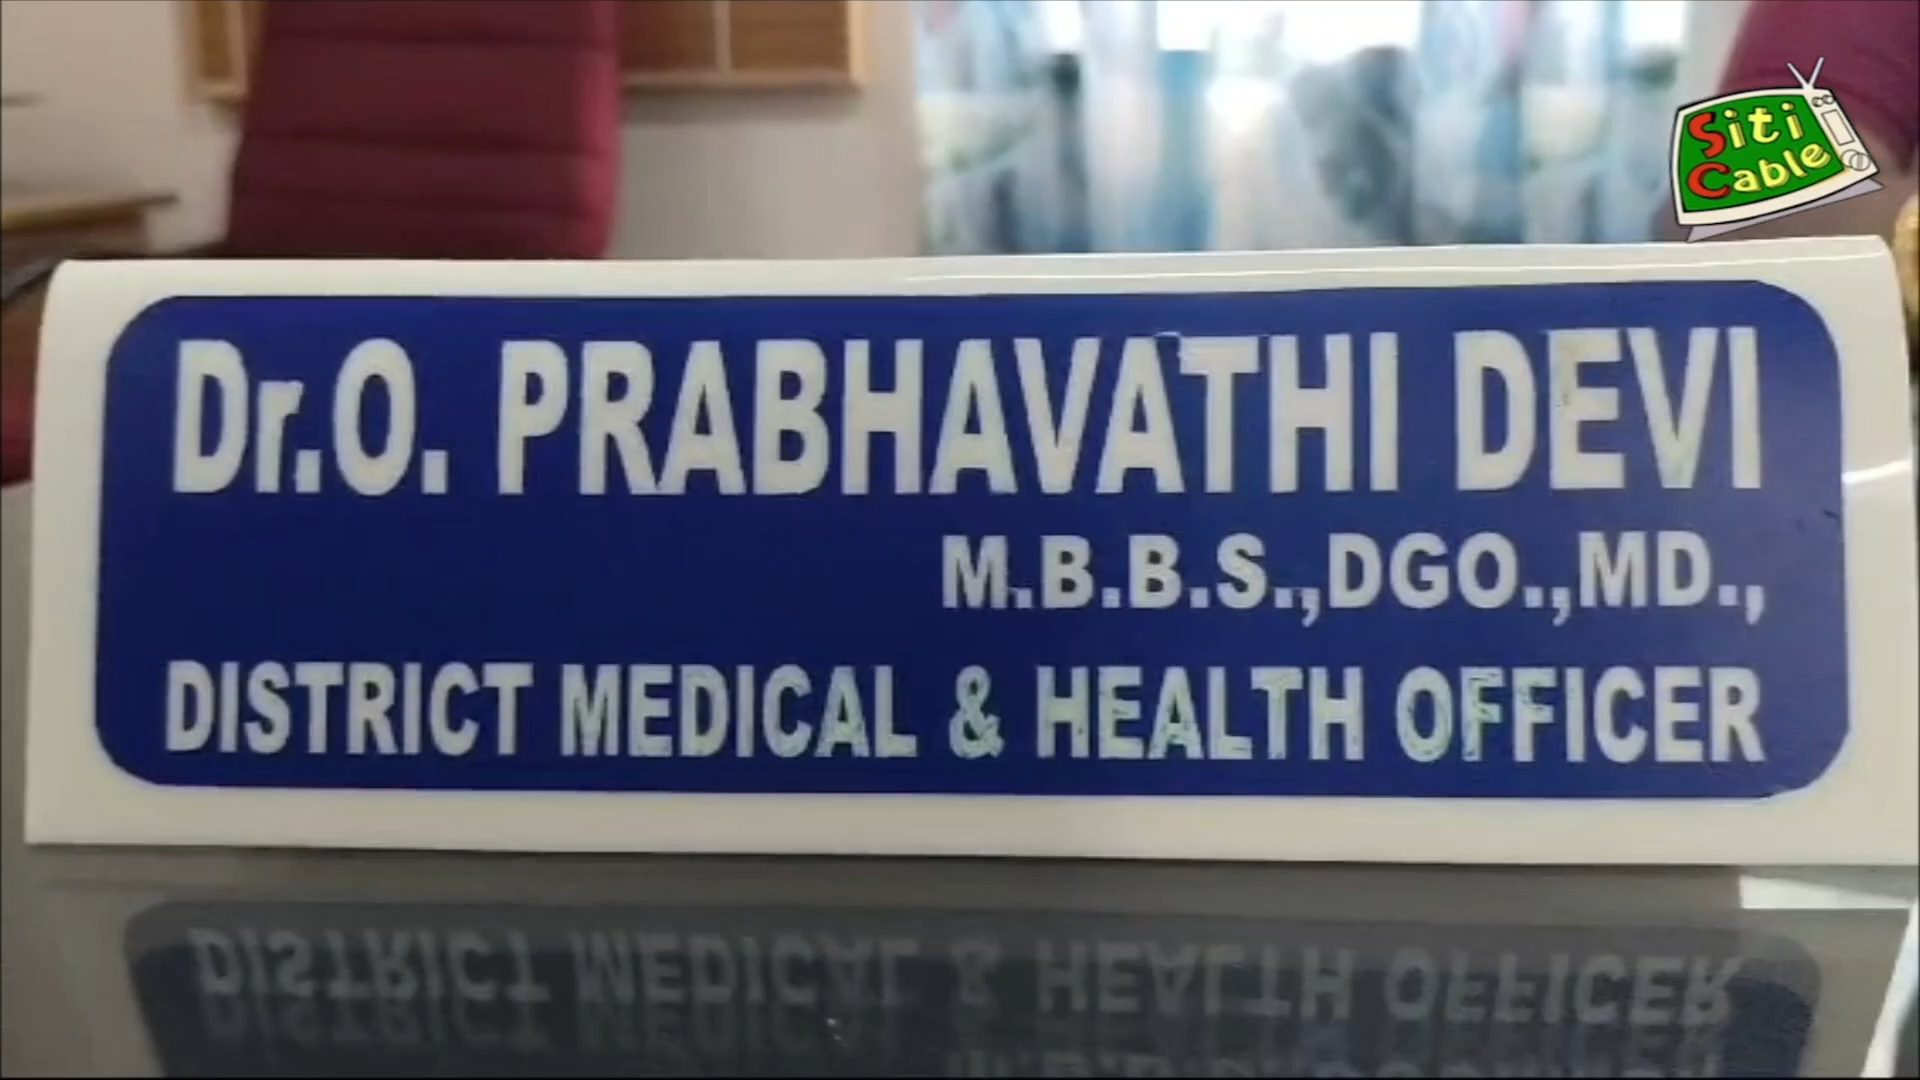 Siti
Cable
Dr.O. PRABHAVATHI DEVI
M.B.B.S.,DGO.,MD.,
DISTRICT MEDICAL & HEALTH OFFICER